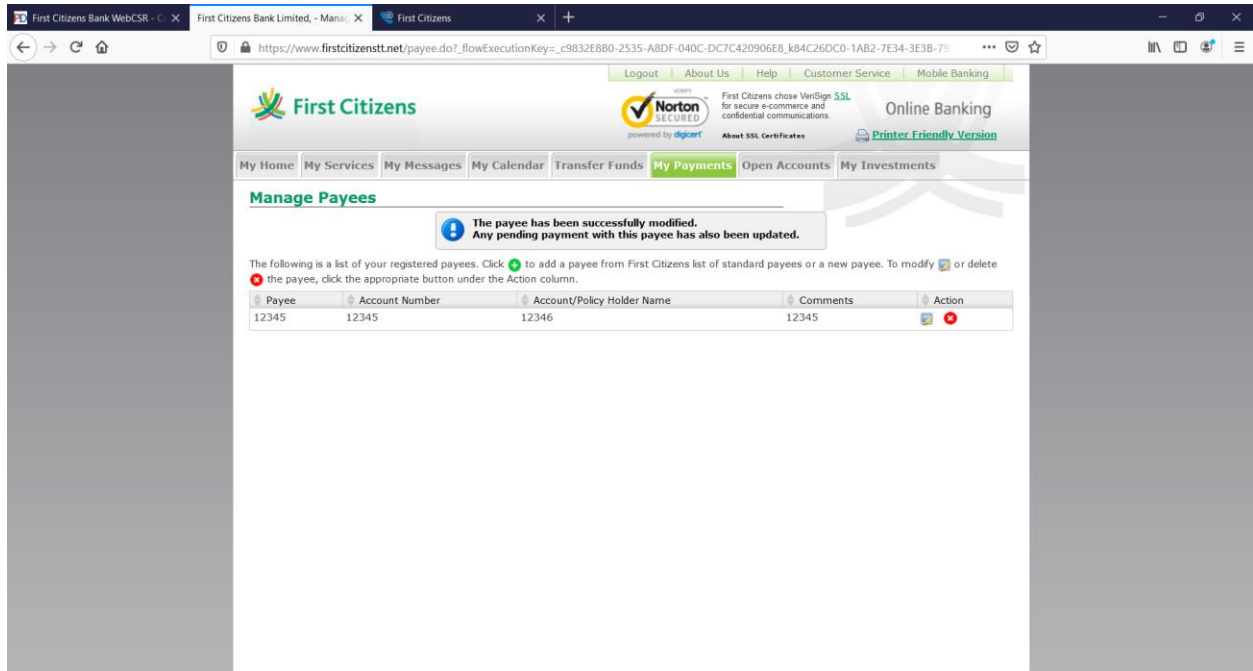 First Citizens Bank WebCSR - C
First Citizens Bank Limited, - Manag
First Citizens
https://www.firstcitizenstt.net/payee.do?_flowExecutionKey=_c9832E8B0-2535-A8DF-040C-DC7C420906E8_k84C26DC0-1AB2-7E34-3E3B-79
Logout | About Us | Help | Customer Service | Mobile Banking
First Citizens
VERIFY
Norton
SECURED
powered by digicert
First Citizens chose VeriSign SSL
for secure e-commerce and
confidential communications.
About SSL Certificates
Online Banking
Printer Friendly Version
My Home My Services My Messages My Calendar Transfer Funds My Payments Open Accounts My Investments
Manage Payees
The payee has been successfully modified.
Any pending payment with this payee has also been updated.
The following is a list of your registered payees. Click to add a payee from First Citizens list of standard payees or a new payee. To modify or delete
the payee, click the appropriate button under the Action column.
Payee Account Number Account/Policy Holder Name Comments Action
12345 12345 12346 12345